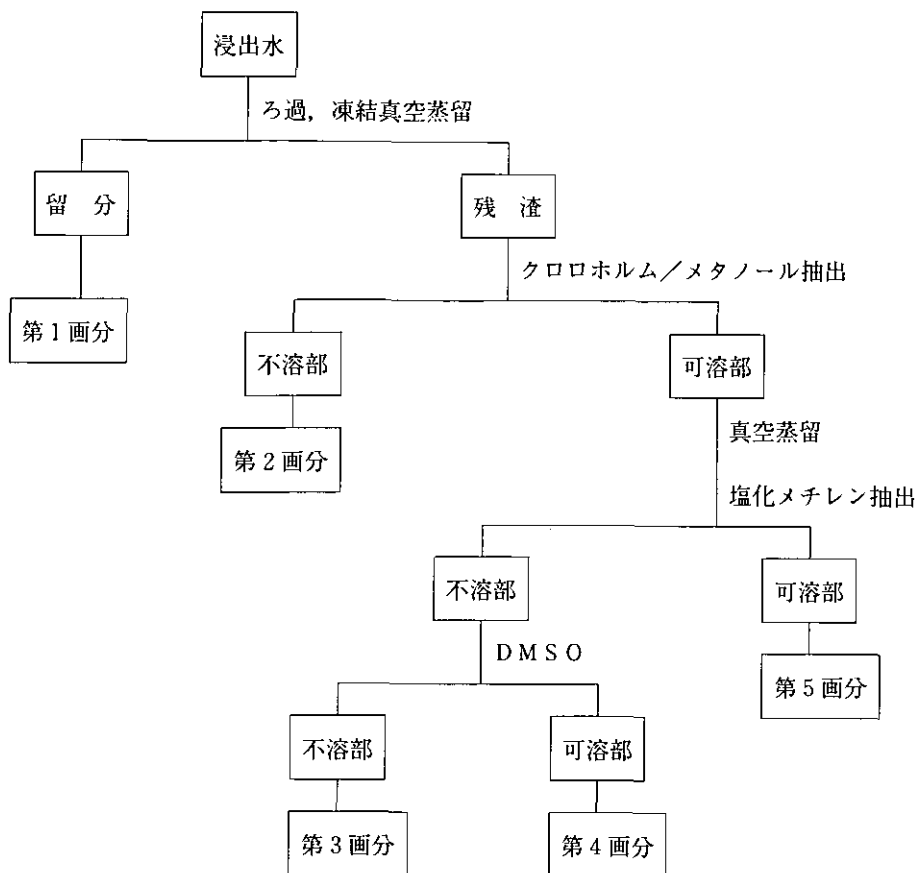 浸出水
ろ過，凍結真空蒸留
留　分
残　渣
クロロホルム／メタノール抽出
第1画分
不溶部
可溶部
真空蒸留
第2画分
塩化メチレン抽出
不溶部
可溶部
ＤＭＳＯ
第5画分
不溶部
可溶部
第3画分
第4画分